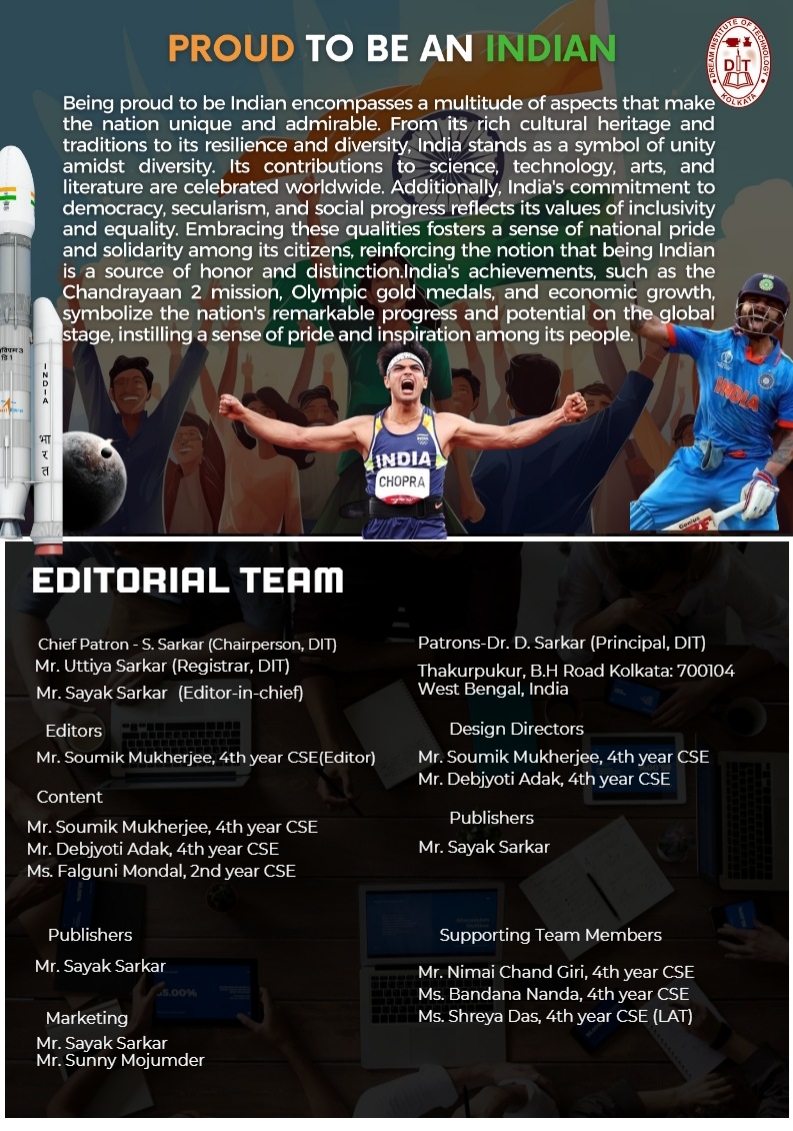 PROUD TO BE AN INDIAN
DREAM INSTITUTE OF TECHNOLOGY
DIT
KOLKATA
Being proud to be Indian encompasses a multitude of aspects that make
the nation unique and admirable. From its rich cultural heritage and
traditions to its resilience and diversity, India stands as a symbol of unity
amidst diversity. Its contributions to science, technology, arts, and
literature are celebrated worldwide. Additionally, India's commitment to
democracy, secularism, and social progress reflects its values of inclusivity
and equality. Embracing these qualities fosters a sense of national pride
and solidarity among its citizens, reinforcing the notion that being Indian
is a source of honor and distinction.India's achievements, such as the
Chandrayaan 2 mission, Olympic gold medals, and economic growth,
symbolize the nation's remarkable progress and potential on the global
stage, instilling a sense of pride and inspiration among its people.
INDIA
भारत
INDIA
CHOPRA
INDIA
EDITORIAL TEAM
Chief Patron - S. Sarkar (Chairperson, DIT)
Mr. Uttiya Sarkar (Registrar, DIT)
Mr. Sayak Sarkar (Editor-in-chief)
Editors
Mr. Soumik Mukherjee, 4th year CSE(Editor)
Content
Mr. Soumik Mukherjee, 4th year CSE
Mr. Debjyoti Adak, 4th year CSE
Ms. Falguni Mondal, 2nd year CSE
Publishers
Mr. Sayak Sarkar
Marketing
Mr. Sayak Sarkar
Mr. Sunny Mojumder
Patrons-Dr. D. Sarkar (Principal, DIT)
Thakurpukur, B.H Road Kolkata: 700104
West Bengal, India
Design Directors
Mr. Soumik Mukherjee, 4th year CSE
Mr. Debjyoti Adak, 4th year CSE
Publishers
Mr. Sayak Sarkar
Supporting Team Members
Mr. Nimai Chand Giri, 4th year CSE
Ms. Bandana Nanda, 4th year CSE
Ms. Shreya Das, 4th year CSE (LAT)